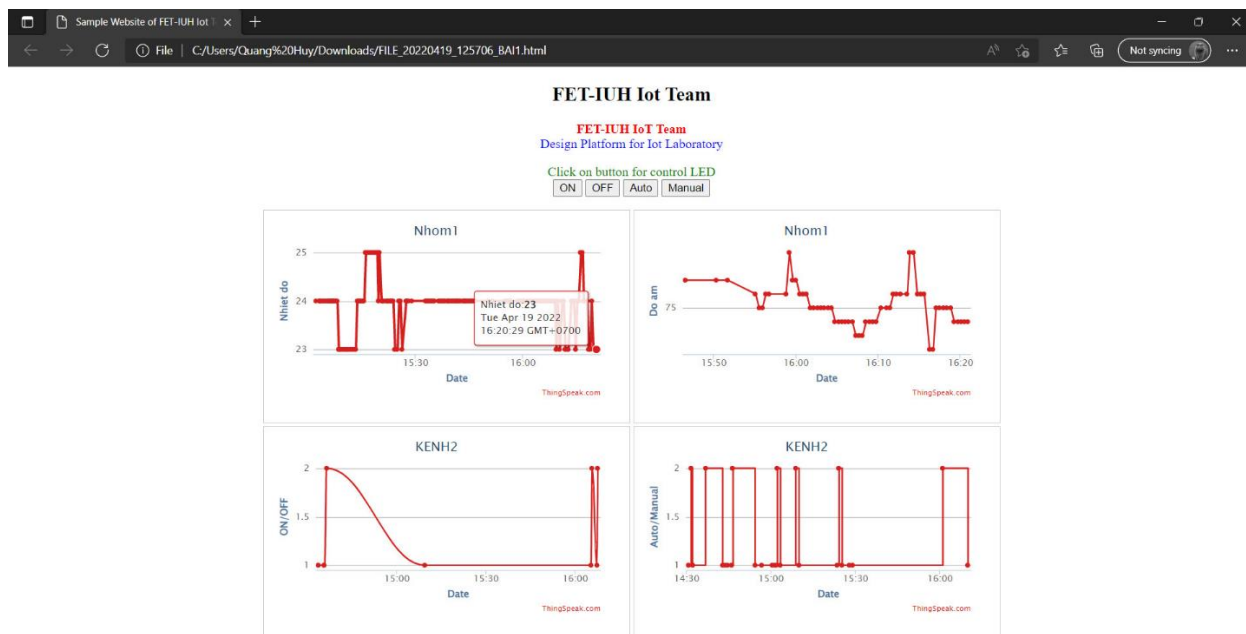 Sample Website of FET-IUH Iot T
File
C:/Users/Quang%20Huy/Downloads/FILE_20220419_125706_BAI1.html
Not syncing
FET-IUH Iot Team
FET-IUH IoT Team
Design Platform for Iot Laboratory
Click on button for control LED
ON OFF Auto Manual
Nhom1
Nhiet do
25
24
23
Nhiet do:23
Tue Apr 19 2022
16:20:29 GMT+0700
15:30 16:00
Date
ThingSpeak.com
Nhom1
Do am
75
15:50 16:00 16:10 16:20
Date
ThingSpeak.com
KENH2
ON/OFF
2
1.5
1
15:00 15:30 16:00
Date
ThingSpeak.com
KENH2
Auto/Manual
2
1.5
1
14:30 15:00 15:30 16:00
Date
ThingSpeak.com